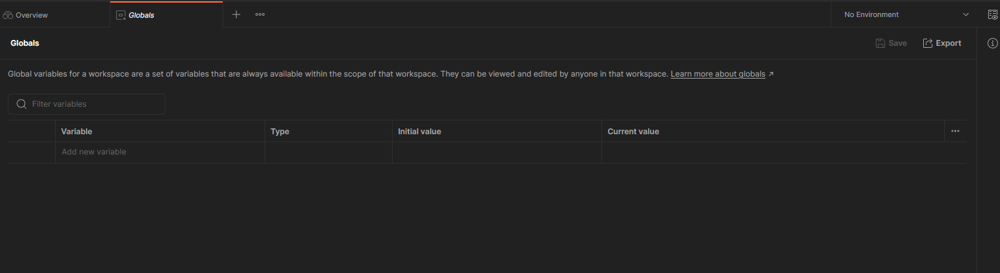 Overview Globals No Environment
Globals Save Export
Global variables for a workspace are a set of variables that are always available within the scope of that workspace. They can be viewed and edited by anyone in that workspace. Learn more about globals ↗
Filter variables
Variable Type Initial value Current value
Add new variable